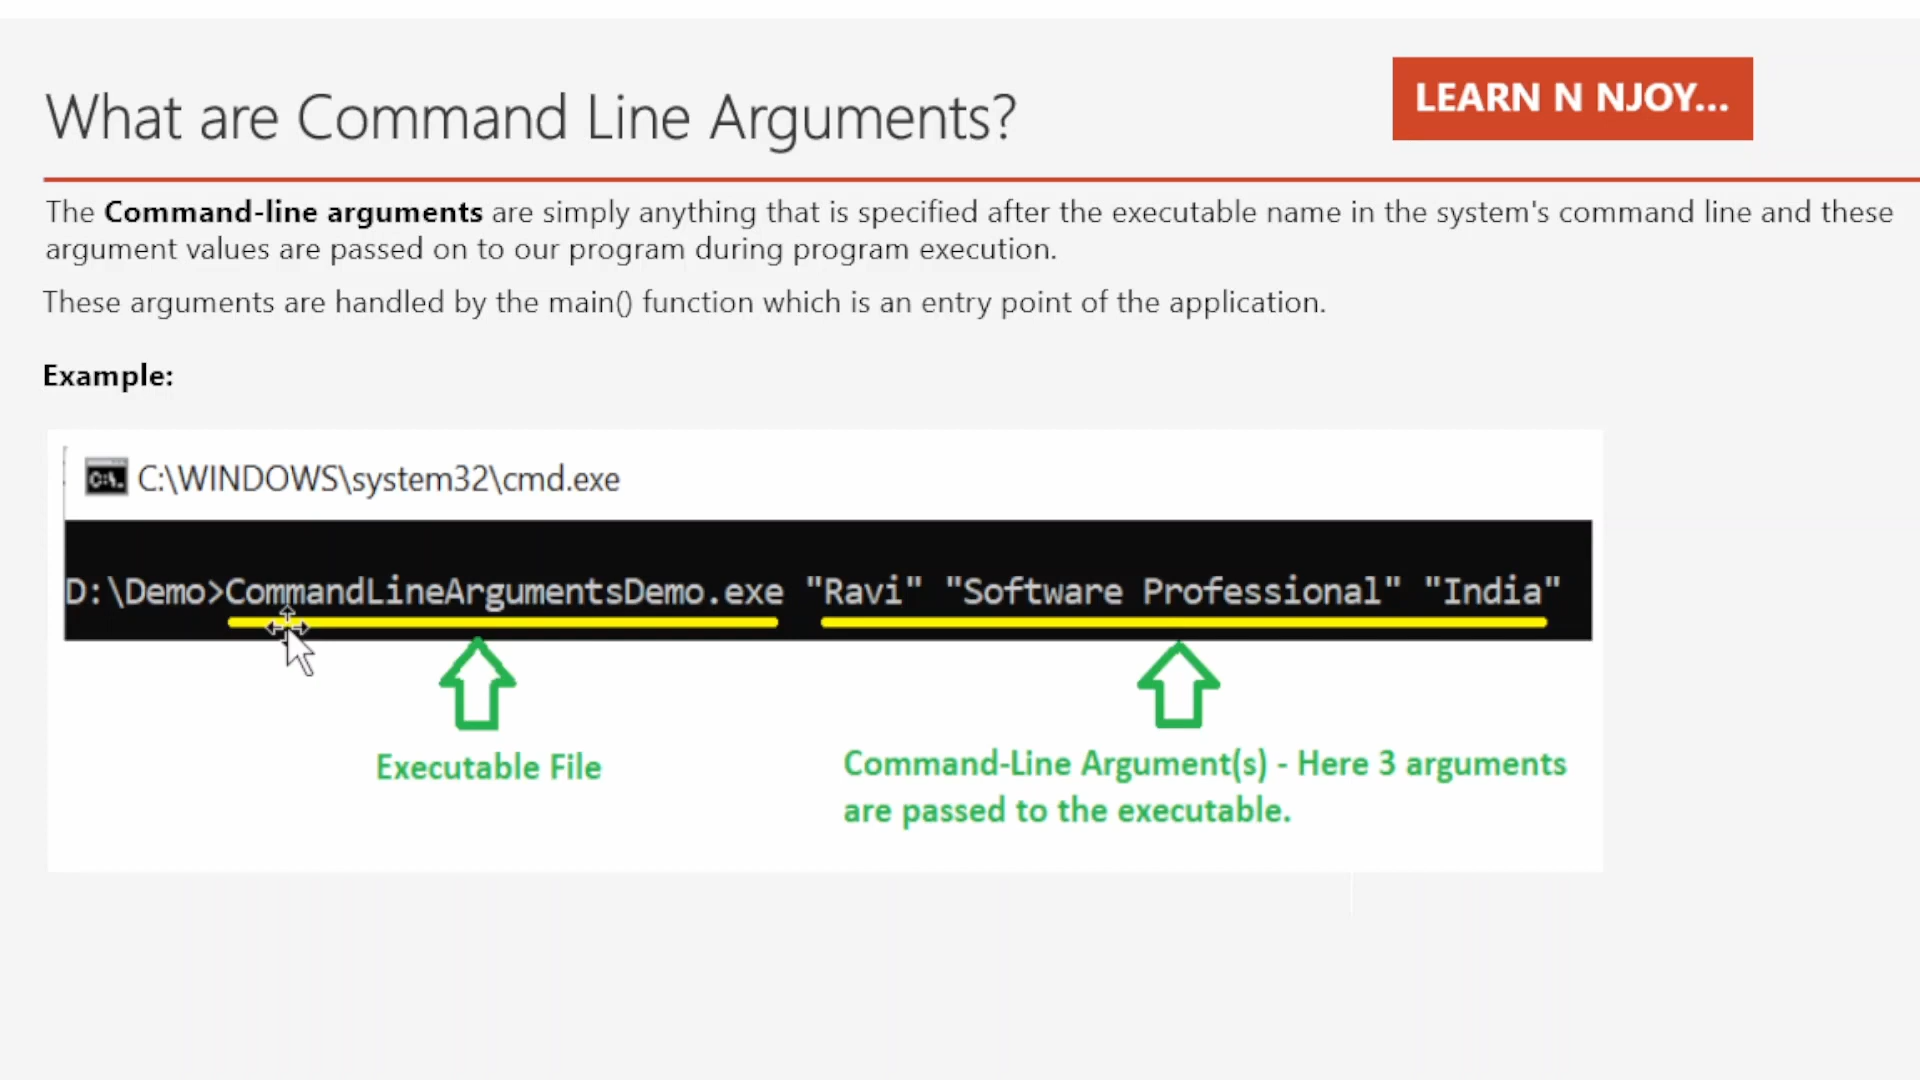 What are Command Line Arguments?
LEARN N NJOY...
The Command-line arguments are simply anything that is specified after the executable name in the system's command line and these
argument values are passed on to our program during program execution.
These arguments are handled by the main() function which is an entry point of the application.
Example:
C:\WINDOWS\system32\cmd.exe
D:\Demo>CommandLineArgumentsDemo.exe "Ravi" "Software Professional" "India"
Executable File
Command-Line Argument(s) - Here 3 arguments
are passed to the executable.